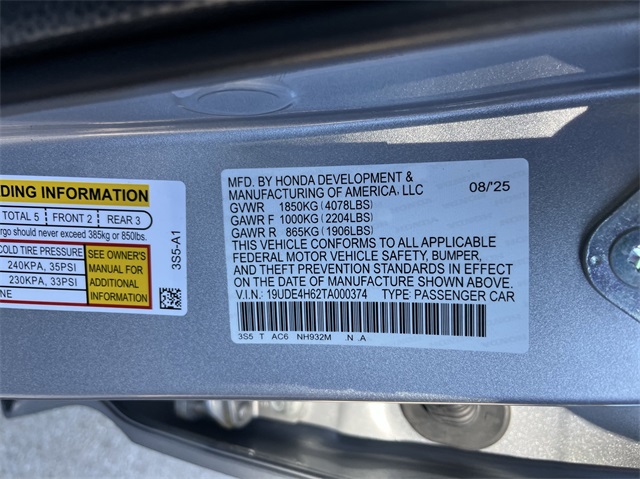 DING INFORMATION
TOTAL 5 FRONT 2 REAR 3
rgo should never exceed 385kg or 850lbs.
COLD TIRE PRESSURE
240KPA, 35PSI
230KPA, 33PSI
NE
SEE OWNER'S
MANUAL FOR
ADDITIONAL
INFORMATION
3S5-A1
MFD. BY HONDA DEVELOPMENT & 08/'25
MANUFACTURING OF AMERICA, LLC
GVWR 1850KG (4078LBS)
GAWR F 1000KG (2204LBS)
GAWR R 865KG (1906LBS)
THIS VEHICLE CONFORMS TO ALL APPLICABLE
FEDERAL MOTOR VEHICLE SAFETY, BUMPER,
AND THEFT PREVENTION STANDARDS IN EFFECT
ON THE DATE OF MANUFACTURE SHOWN ABOVE.
V.I.N.: 19UDE4H62TA000374 TYPE: PASSENGER CAR
3S5 T AC6 NH932M .N .A